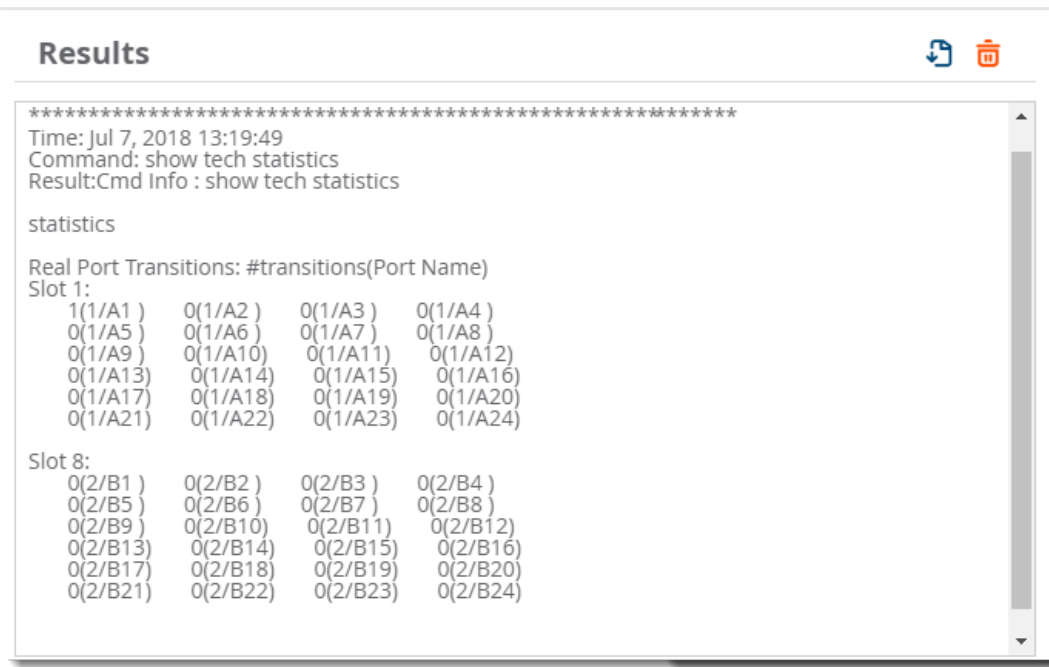 Results
************************************************************
Time: Jul 7, 2018 13:19:49
Command: show tech statistics
Result:Cmd Info : show tech statistics
statistics
Real Port Transitions: #transitions(Port Name)
Slot 1:
1(1/A1 ) 0(1/A2 ) 0(1/A3 ) 0(1/A4 )
0(1/A5 ) 0(1/A6 ) 0(1/A7 ) 0(1/A8 )
0(1/A9 ) 0(1/A10) 0(1/A11) 0(1/A12)
0(1/A13) 0(1/A14) 0(1/A15) 0(1/A16)
0(1/A17) 0(1/A18) 0(1/A19) 0(1/A20)
0(1/A21) 0(1/A22) 0(1/A23) 0(1/A24)
Slot 8:
0(2/B1 ) 0(2/B2 ) 0(2/B3 ) 0(2/B4 )
0(2/B5 ) 0(2/B6 ) 0(2/B7 ) 0(2/B8 )
0(2/B9 ) 0(2/B10) 0(2/B11) 0(2/B12)
0(2/B13) 0(2/B14) 0(2/B15) 0(2/B16)
0(2/B17) 0(2/B18) 0(2/B19) 0(2/B20)
0(2/B21) 0(2/B22) 0(2/B23) 0(2/B24)